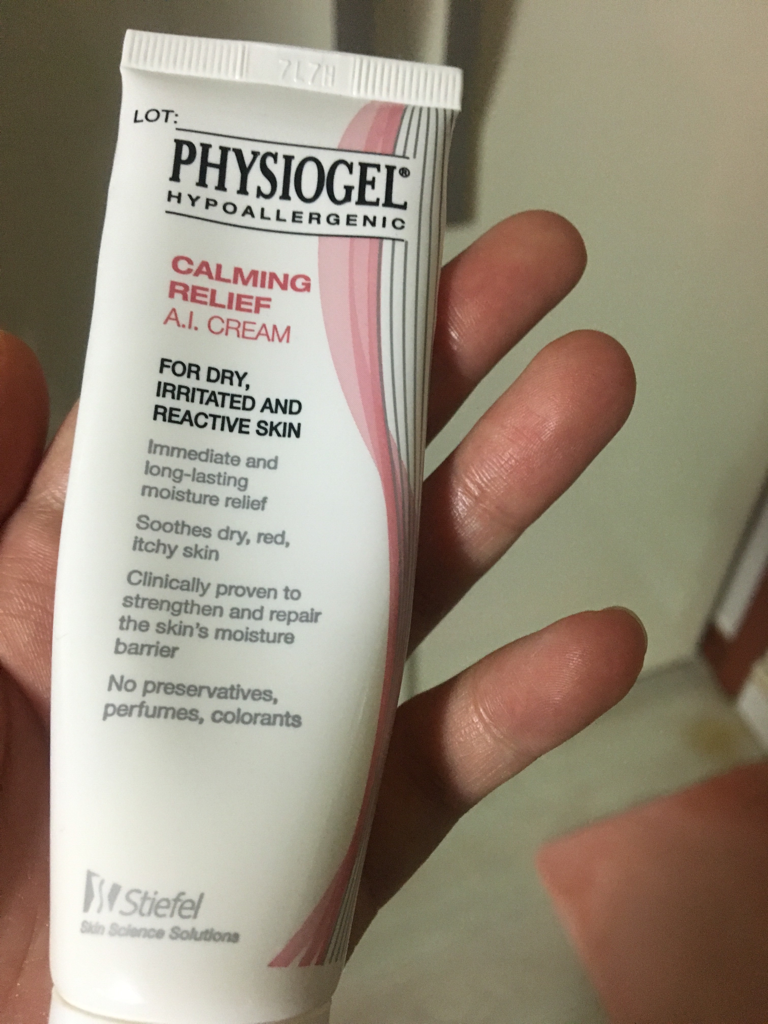 LOT:
PHYSIOGEL®
HYPOALLERGENIC
CALMING
RELIEF
A.I. CREAM
FOR DRY,
IRRITATED AND
REACTIVE SKIN
Immediate and
long-lasting
moisture relief
Soothes dry, red,
itchy skin
Clinically proven to
strengthen and repair
the skin's moisture
barrier
No preservatives,
perfumes, colorants
Stiefel
Skin Science Solutions